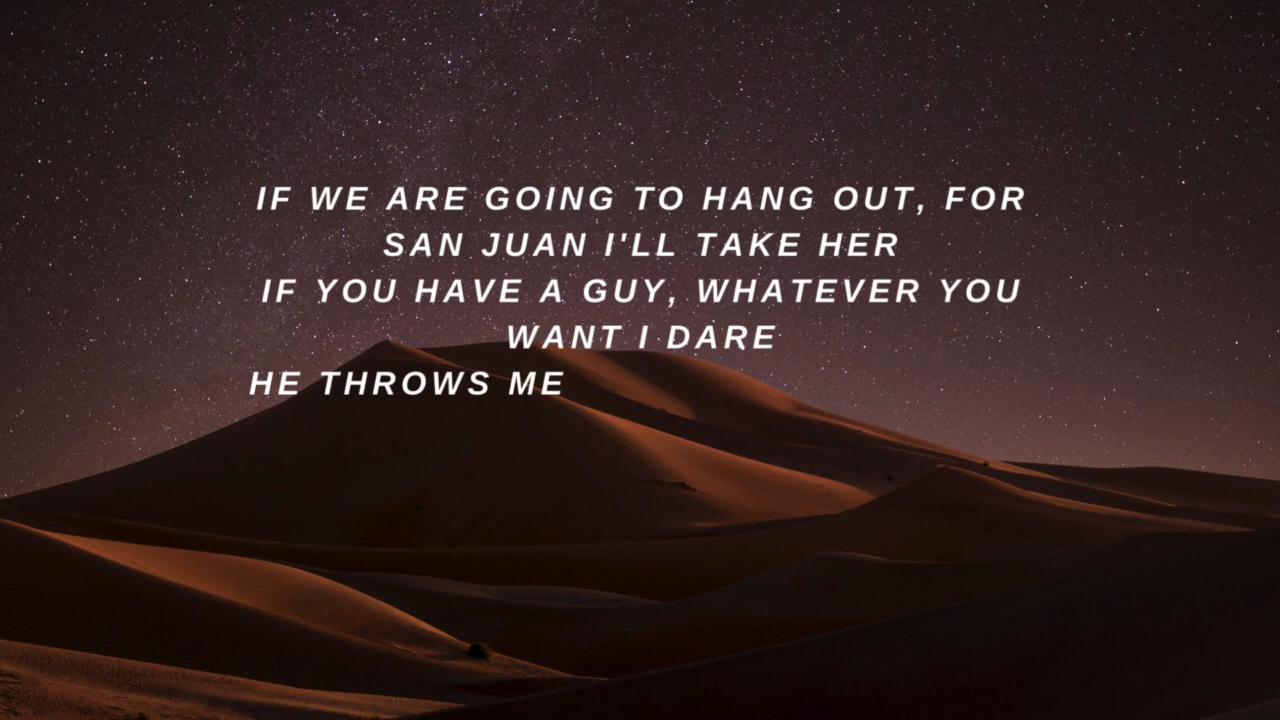 IF WE ARE GOING TO HANG OUT, FOR
SAN JUAN I'LL TAKE HER
IF YOU HAVE A GUY, WHATEVER YOU
WANT I DARE
HE THROWS ME